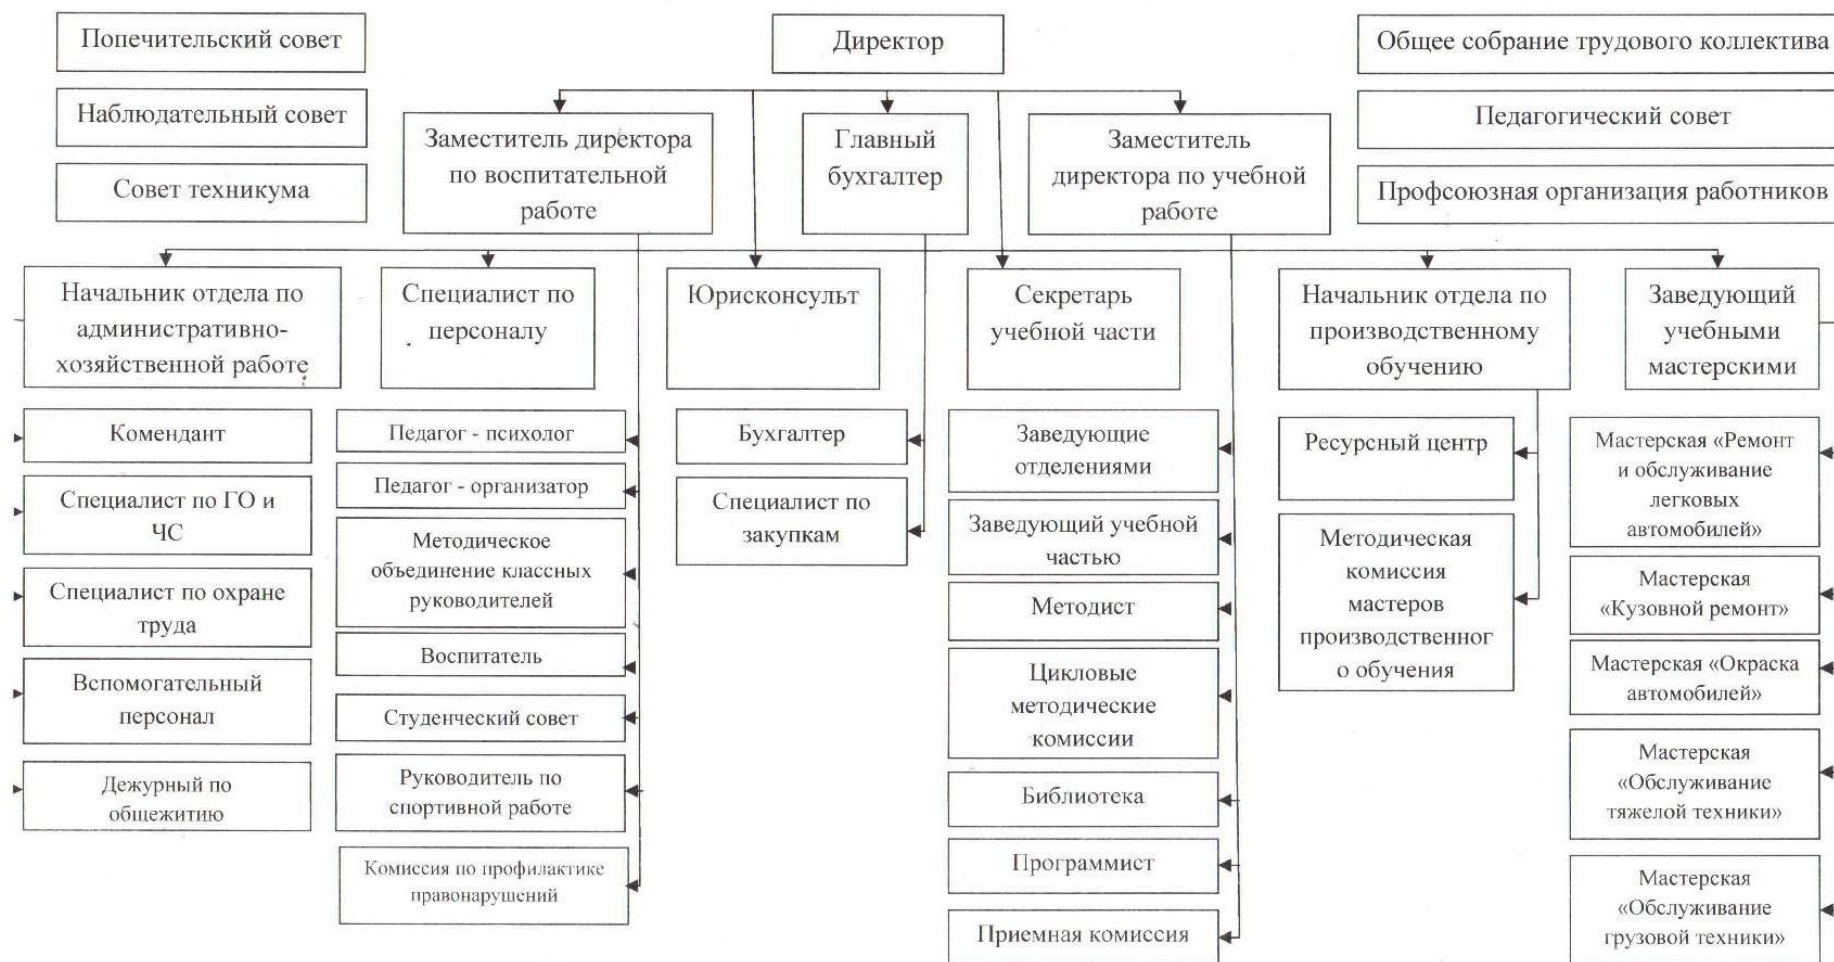 Попечительский совет
Директор
Общее собрание трудового коллектива
Наблюдательный совет
Педагогический совет
Совет техникума
Профсоюзная организация работников
Заместитель директора
по воспитательной
работе
Главный
бухгалтер
Заместитель
директора по учебной
работе
Начальник отдела по
административно-
хозяйственной работе
Специалист по
персоналу
Юрисконсульт
Секретарь
учебной части
Начальник отдела по
производственному
обучению
Заведующий
учебными
мастерскими
Комендант
Специалист по ГО и
ЧС
Специалист по охране
труда
Вспомогательный
персонал
Дежурный по
общежитию
Педагог - психолог
Педагог - организатор
Методическое
объединение классных
руководителей
Воспитатель
Студенческий совет
Руководитель по
спортивной работе
Комиссия по профилактике
правонарушений
Бухгалтер
Специалист по
закупкам
Заведующие
отделениями
Заведующий учебной
частью
Методист
Цикловые
методические
комиссии
Библиотека
Программист
Приемная комиссия
Ресурсный центр
Методическая
комиссия
мастеров
производственног
о обучения
Мастерская «Ремонт
и обслуживание
легковых
автомобилей»
Мастерская
«Кузовной ремонт»
Мастерская «Окраска
автомобилей»
Мастерская
«Обслуживание
тяжелой техники»
Мастерская
«Обслуживание
грузовой техники»